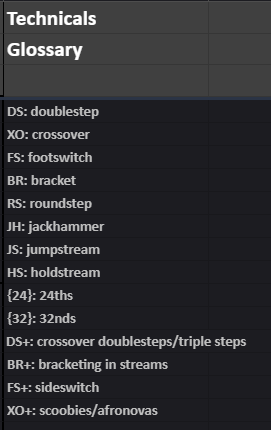 Technicals
Glossary
DS: doublestep
XO: crossover
FS: footswitch
BR: bracket
RS: roundstep
JH: jackhammer
JS: jumpstream
HS: holdstream
{24}: 24ths
{32}: 32nds
DS+: crossover doublesteps/triple steps
BR+: bracketing in streams
FS+: sideswitch
XO+: scoobies/afronovas